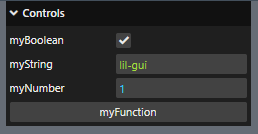 Controls
myBoolean
myString lil-gui
myNumber 1
myFunction